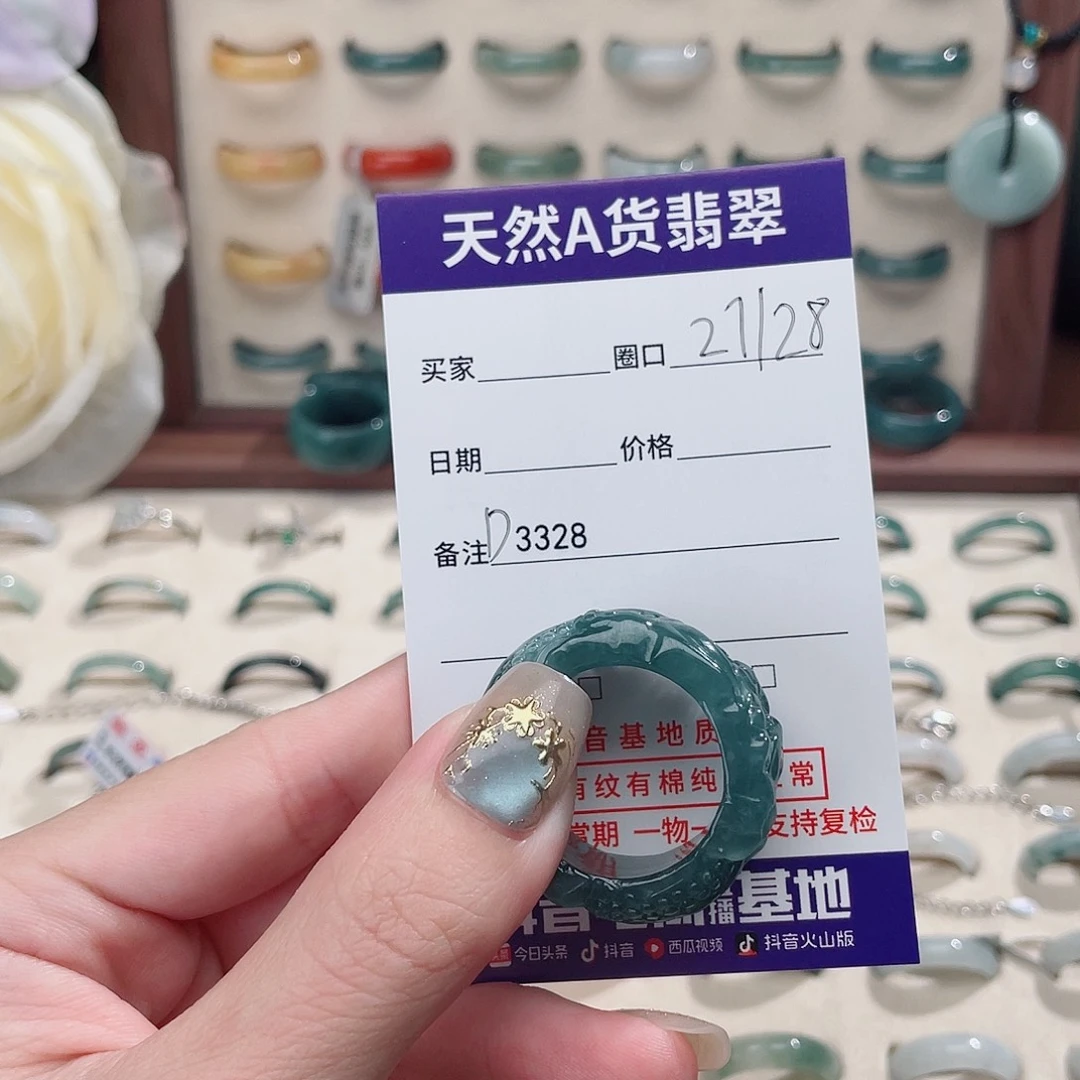 天然A货翡翠
买家 圈口 27/28
日期 价格
备注 D3328
音基地质
有纹有棉纯 常
一物 支持复检
播基地
今日头条 抖音 西瓜视频 抖音火山版